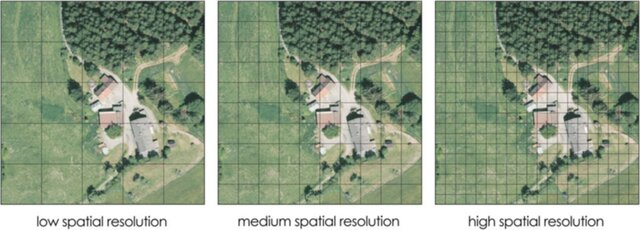 low spatial resolution
medium spatial resolution
high spatial resolution